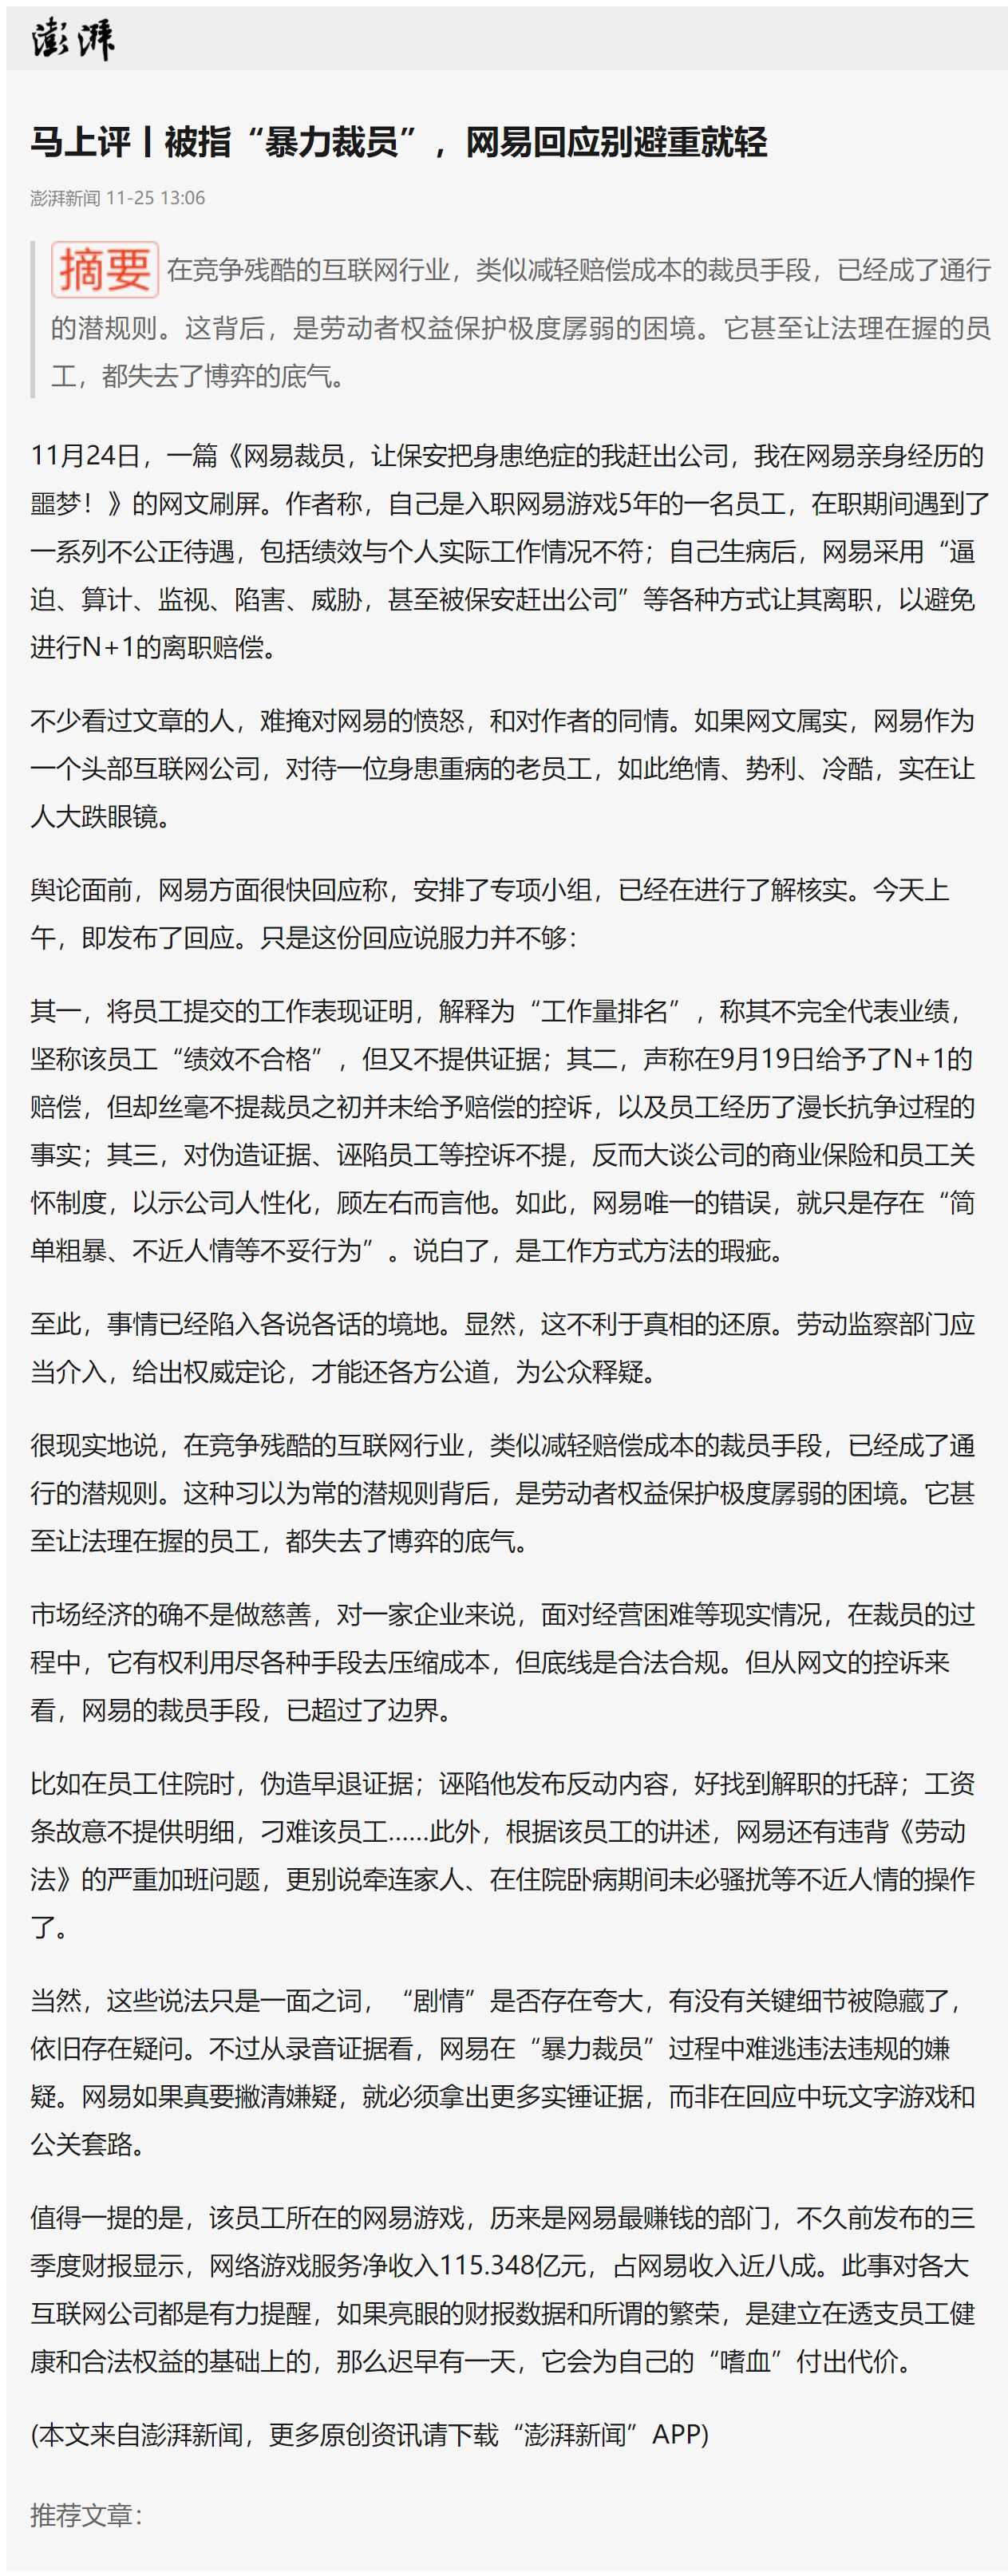 澎湃
马上评丨被指“暴力裁员”，网易回应别避重就轻
澎湃新闻 11-25 13:06
摘要 在竞争残酷的互联网行业，类似减轻赔偿成本的裁员手段，已经成了通行
的潜规则。这背后，是劳动者权益保护极度孱弱的困境。它甚至让法理在握的员
工，都失去了博弈的底气。
11月24日，一篇《网易裁员，让保安把身患绝症的我赶出公司，我在网易亲身经历的
噩梦！》的网文刷屏。作者称，自己是入职网易游戏5年的一名员工，在职期间遇到了
一系列不公正待遇，包括绩效与个人实际工作情况不符；自己生病后，网易采用“逼
迫、算计、监视、陷害、威胁，甚至被保安赶出公司”等各种方式让其离职，以避免
进行N+1的离职赔偿。
不少看过文章的人，难掩对网易的愤怒，和对作者的同情。如果网文属实，网易作为
一个头部互联网公司，对待一位身患重病的老员工，如此绝情、势利、冷酷，实在让
人大跌眼镜。
舆论面前，网易方面很快回应称，安排了专项小组，已经在进行了解核实。今天上
午，即发布了回应。只是这份回应说服力并不够：
其一，将员工提交的工作表现证明，解释为“工作量排名”，称其不完全代表业绩，
坚称该员工“绩效不合格”，但又不提供证据；其二，声称在9月19日给予了N+1的
赔偿，但却丝毫不提裁员之初并未给予赔偿的控诉，以及员工经历了漫长抗争过程的
事实；其三，对伪造证据、诬陷员工等控诉不提，反而大谈公司的商业保险和员工关
怀制度，以示公司人性化，顾左右而言他。如此，网易唯一的错误，就只是存在“简
单粗暴、不近人情等不妥行为”。说白了，是工作方式方法的瑕疵。
至此，事情已经陷入各说各话的境地。显然，这不利于真相的还原。劳动监察部门应
当介入，给出权威定论，才能还各方公道，为公众释疑。
很现实地说，在竞争残酷的互联网行业，类似减轻赔偿成本的裁员手段，已经成了通
行的潜规则。这种习以为常的潜规则背后，是劳动者权益保护极度孱弱的困境。它甚
至让法理在握的员工，都失去了博弈的底气。
市场经济的确不是做慈善，对一家企业来说，面对经营困难等现实情况，在裁员的过
程中，它有权利用尽各种手段去压缩成本，但底线是合法合规。但从网文的控诉来
看，网易的裁员手段，已超过了边界。
比如在员工住院时，伪造早退证据；诬陷他发布反动内容，好找到解职的托辞；工资
条故意不提供明细，刁难该员工......此外，根据该员工的讲述，网易还有违背《劳动
法》的严重加班问题，更别说牵连家人、在住院卧病期间未必骚扰等不近人情的操作
了。
当然，这些说法只是一面之词，“剧情”是否存在夸大，有没有关键细节被隐藏了，
依旧存在疑问。不过从录音证据看，网易在“暴力裁员”过程中难逃违法违规的嫌
疑。网易如果真要撇清嫌疑，就必须拿出更多实锤证据，而非在回应中玩文字游戏和
公关套路。
值得一提的是，该员工所在的网易游戏，历来是网易最赚钱的部门，不久前发布的三
季度财报显示，网络游戏服务净收入115.348亿元，占网易收入近八成。此事对各大
互联网公司都是有力提醒，如果亮眼的财报数据和所谓的繁荣，是建立在透支员工健
康和合法权益的基础上的，那么迟早有一天，它会为自己的“嗜血”付出代价。
(本文来自澎湃新闻，更多原创资讯请下载“澎湃新闻”APP)
推荐文章：